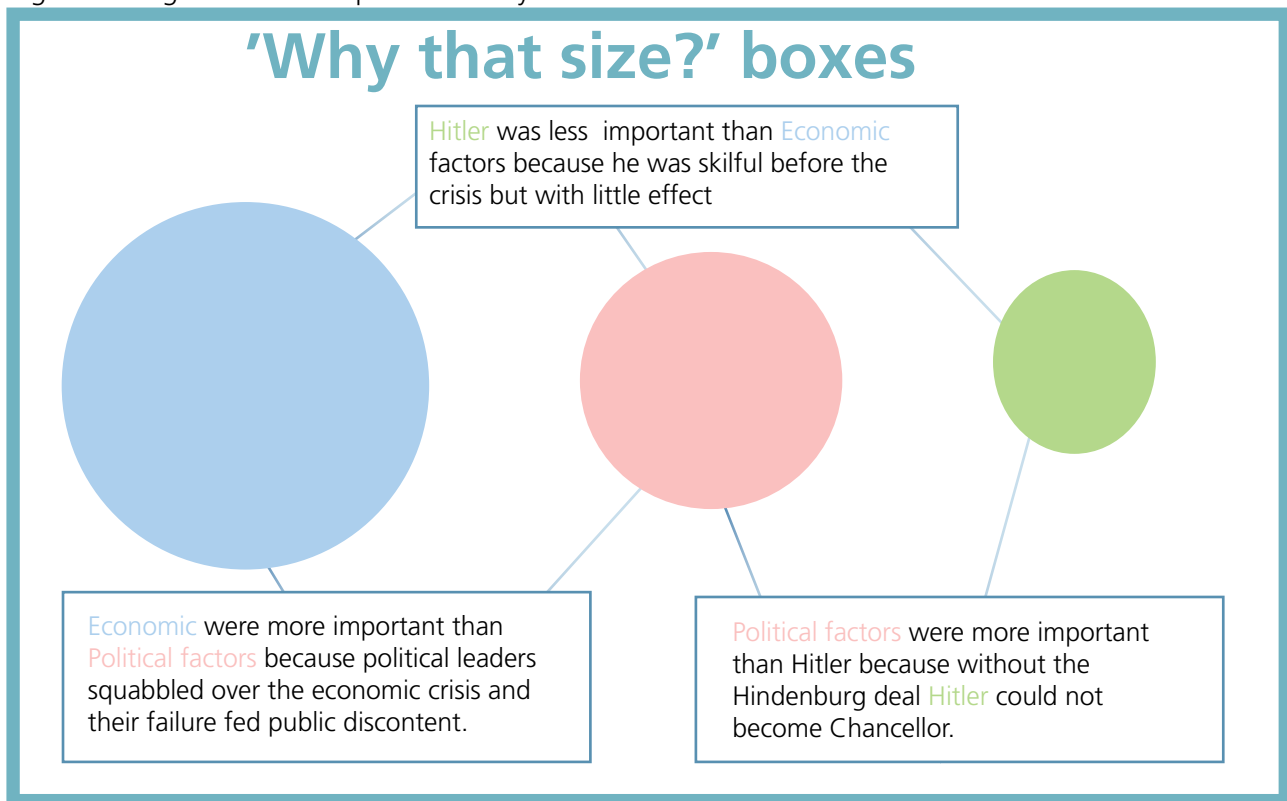 'Why that size?' boxes
Hitler was less important than Economic
factors because he was skilful before the
crisis but with little effect
Economic were more important than
Political factors because political leaders
squabbled over the economic crisis and
their failure fed public discontent.
Political factors were more important
than Hitler because without the
Hindenburg deal Hitler could not
become Chancellor.